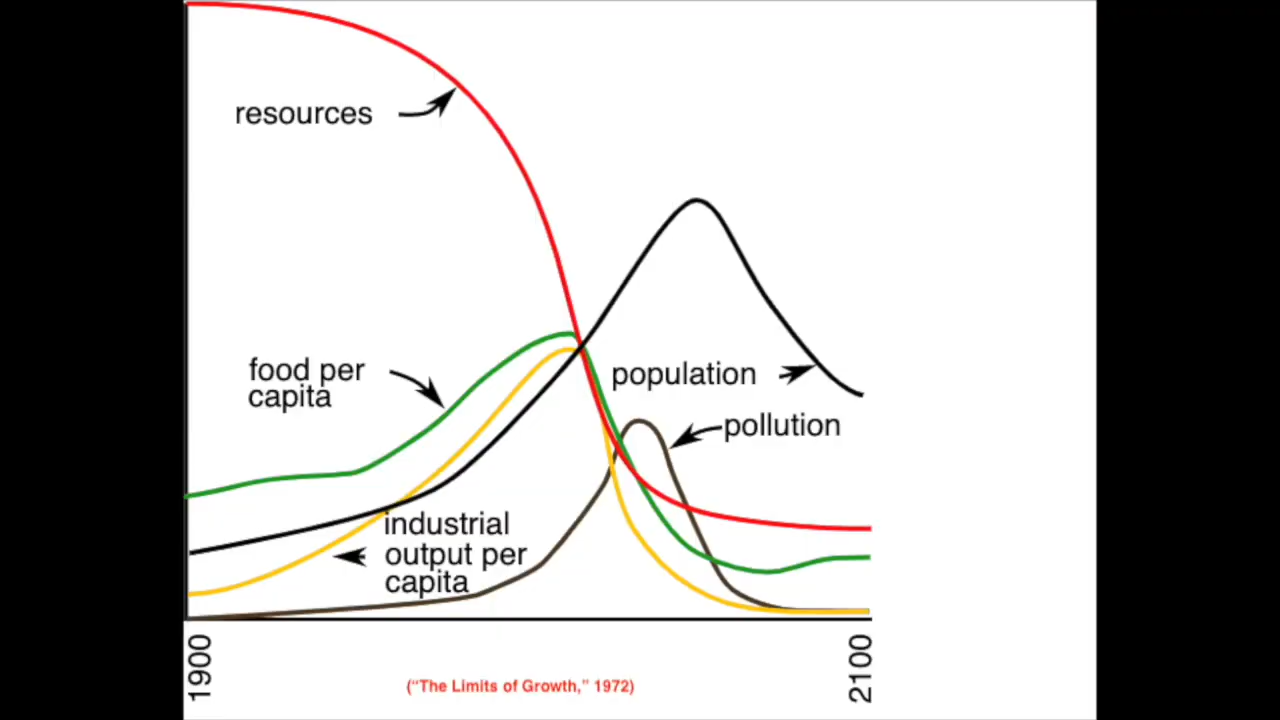 resources
food per
capita
population
pollution
industrial
output per
capita
1900
2100
(“The Limits of Growth,” 1972)